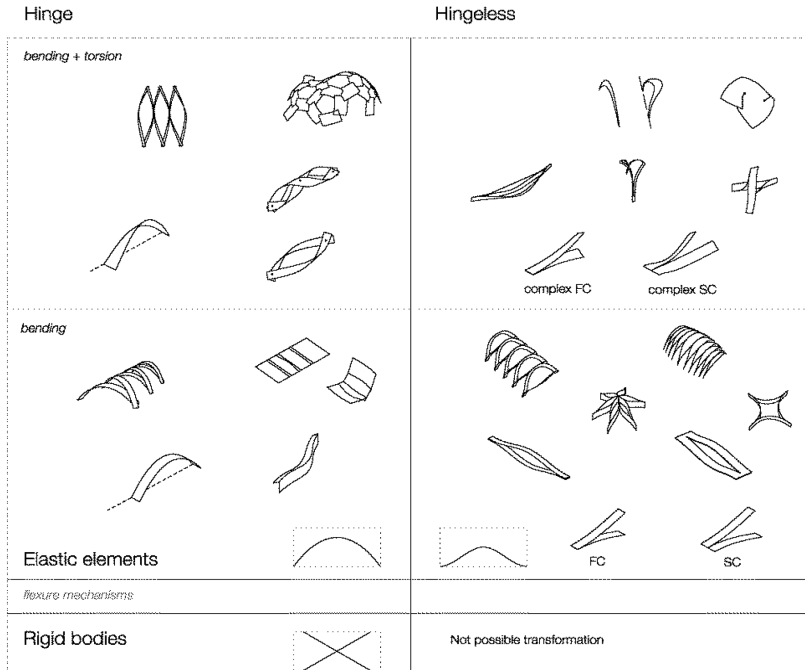 Hinge
Hingeless
bending + torsion
complex FC
complex SC
bending
Elastic elements
FC
SC
flexure mechanisms
Rigid bodies
Not possible transformation